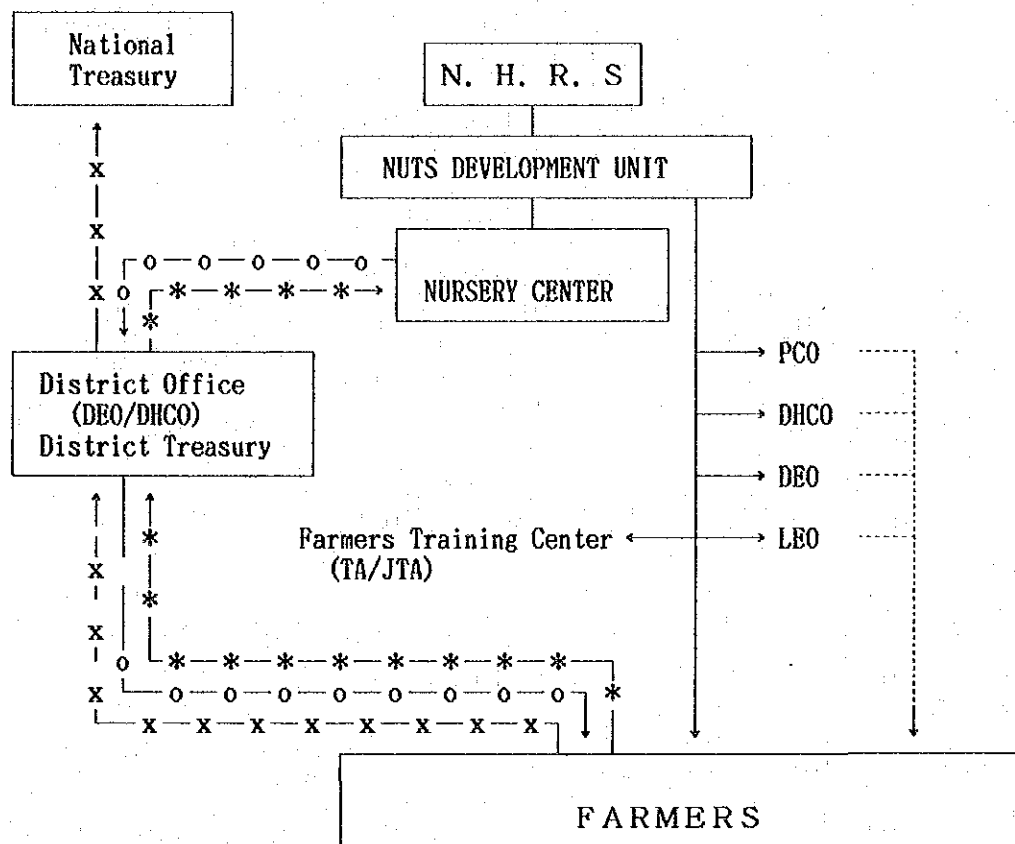 National
Treasury
N. H. R. S
NUTS DEVELOPMENT UNIT
NURSERY CENTER
PCO
District Office
(DEO/DHCO)
District Treasury
DHCO
DEO
Farmers Training Center
(TA/JTA)
LEO
FARMERS